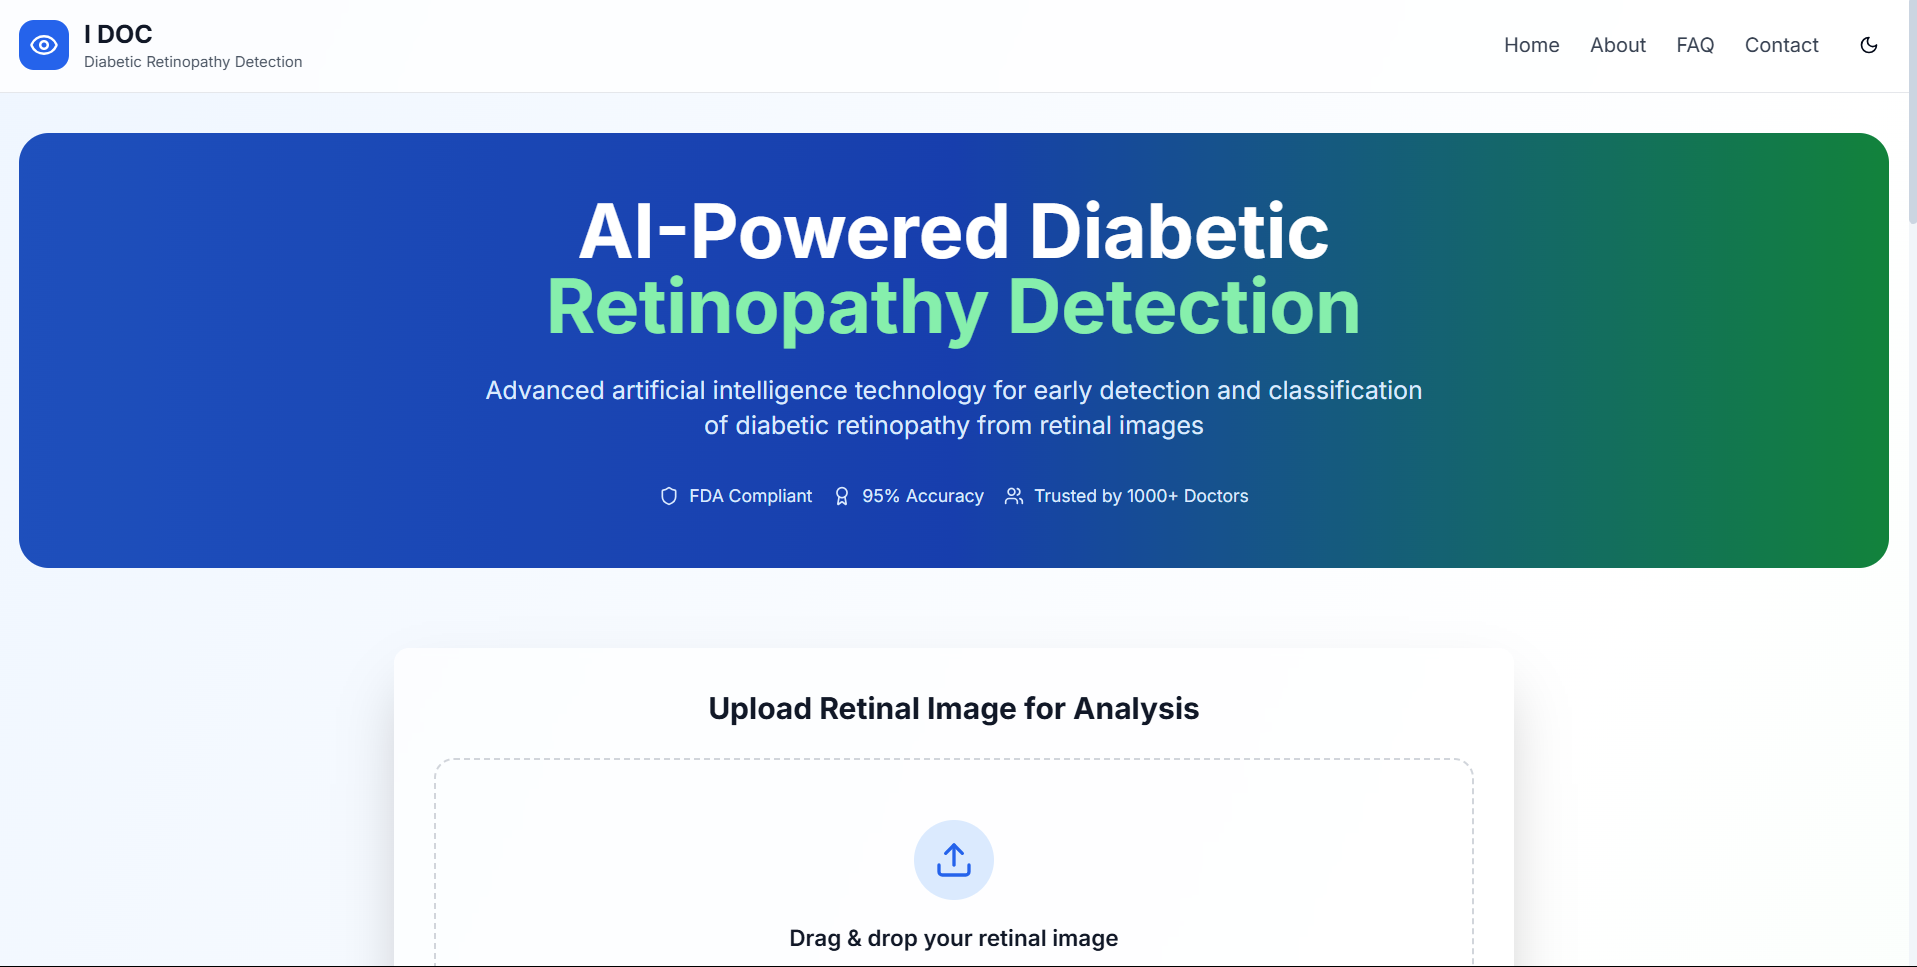 I DOC
Diabetic Retinopathy Detection
Home About FAQ Contact
AI-Powered Diabetic
Retinopathy Detection
Advanced artificial intelligence technology for early detection and classification
of diabetic retinopathy from retinal images
FDA Compliant 95% Accuracy Trusted by 1000+ Doctors
Upload Retinal Image for Analysis
Drag & drop your retinal image